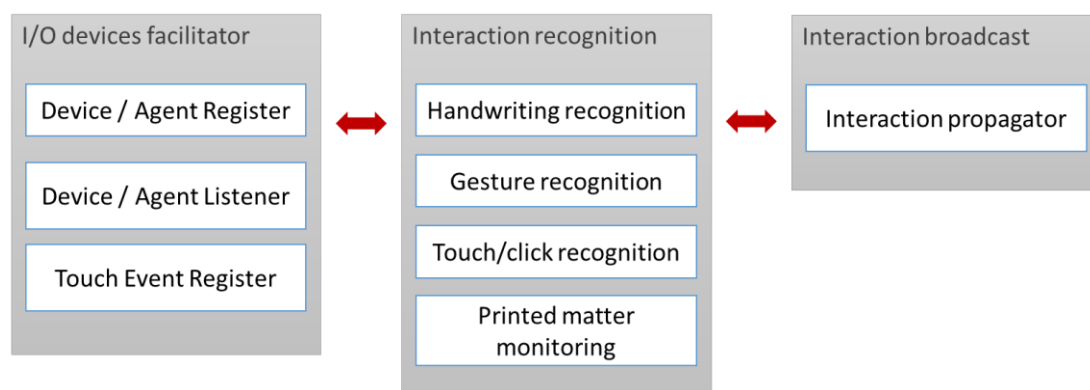 I/O devices facilitator
Device / Agent Register
Device / Agent Listener
Touch Event Register
Interaction recognition
Handwriting recognition
Gesture recognition
Touch/click recognition
Printed matter
monitoring
Interaction broadcast
Interaction propagator